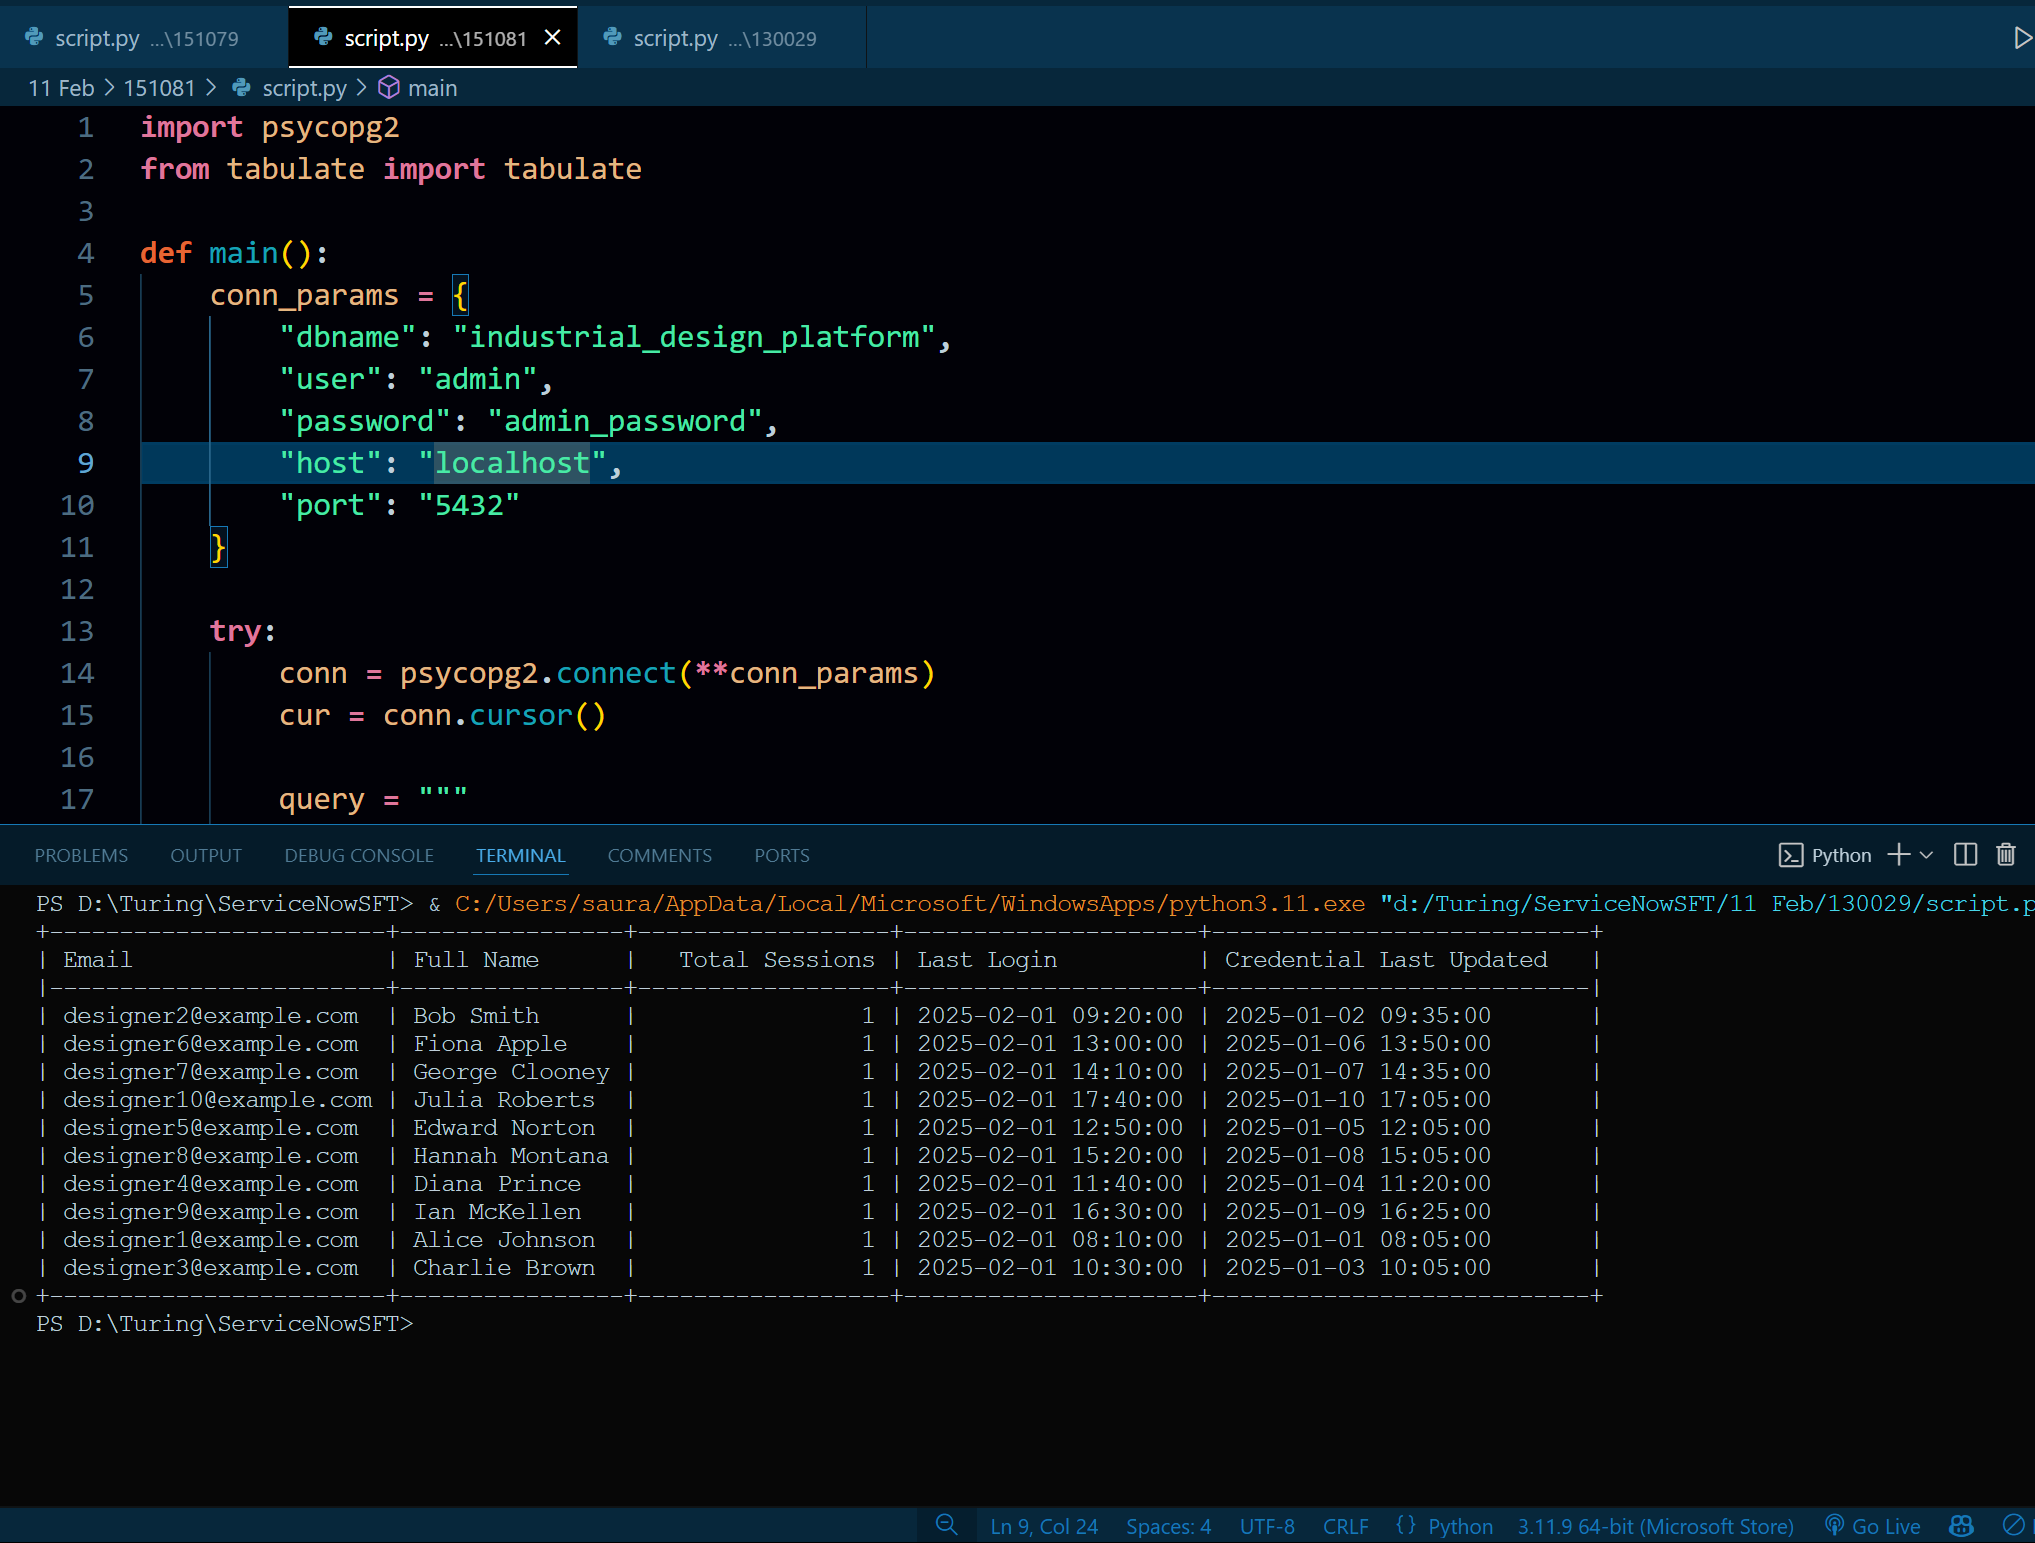 script.py ...\151079 script.py ...\151081 script.py ...\130029
11 Feb > 151081 > script.py > main
1 import psycopg2
2 from tabulate import tabulate
3
4 def main():
5 conn_params = {
6 "dbname": "industrial_design_platform",
7 "user": "admin",
8 "password": "admin_password",
9 "host": "localhost",
10 "port": "5432"
11 }
12
13 try:
14 conn = psycopg2.connect(**conn_params)
15 cur = conn.cursor()
16
17 query = """
PROBLEMS OUTPUT DEBUG CONSOLE TERMINAL COMMENTS PORTS Python
PS D:\Turing\ServiceNowSFT> & C:/Users/saura/AppData/Local/Microsoft/WindowsApps/python3.11.exe "d:/Turing/ServiceNowSFT/11 Feb/130029/script.p
+------------------------+----------------+------------------+---------------------+---------------------------+
| Email | Full Name | Total Sessions | Last Login | Credential Last Updated |
|------------------------+----------------+------------------+---------------------+---------------------------|
| designer2@example.com | Bob Smith | 1 | 2025-02-01 09:20:00 | 2025-01-02 09:35:00 |
| designer6@example.com | Fiona Apple | 1 | 2025-02-01 13:00:00 | 2025-01-06 13:50:00 |
| designer7@example.com | George Clooney | 1 | 2025-02-01 14:10:00 | 2025-01-07 14:35:00 |
| designer10@example.com | Julia Roberts | 1 | 2025-02-01 17:40:00 | 2025-01-10 17:05:00 |
| designer5@example.com | Edward Norton | 1 | 2025-02-01 12:50:00 | 2025-01-05 12:05:00 |
| designer8@example.com | Hannah Montana | 1 | 2025-02-01 15:20:00 | 2025-01-08 15:05:00 |
| designer4@example.com | Diana Prince | 1 | 2025-02-01 11:40:00 | 2025-01-04 11:20:00 |
| designer9@example.com | Ian McKellen | 1 | 2025-02-01 16:30:00 | 2025-01-09 16:25:00 |
| designer1@example.com | Alice Johnson | 1 | 2025-02-01 08:10:00 | 2025-01-01 08:05:00 |
| designer3@example.com | Charlie Brown | 1 | 2025-02-01 10:30:00 | 2025-01-03 10:05:00 |
+------------------------+----------------+------------------+---------------------+---------------------------+
PS D:\Turing\ServiceNowSFT>
Ln 9, Col 24 Spaces: 4 UTF-8 CRLF {} Python 3.11.9 64-bit (Microsoft Store) Go Live